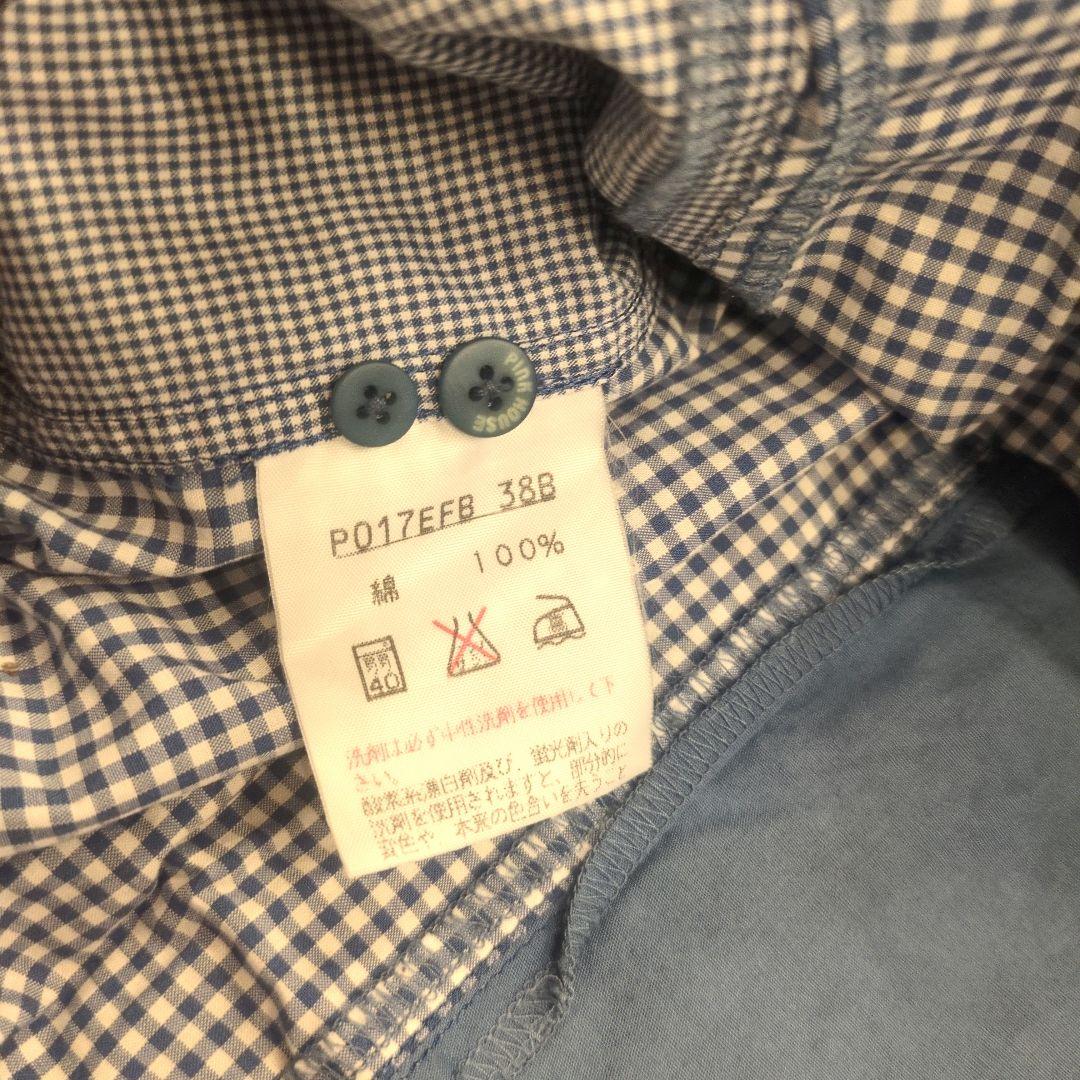 PINK HOUSE
P017EFB 38B
綿 100%
40
高
洗剤は必ず中性洗剤を使用して下
さい。
酸素系漂白剤及び、蛍光剤入りの
洗剤を使用されますと、部分的に
変色や、本来の色合いを失うこと